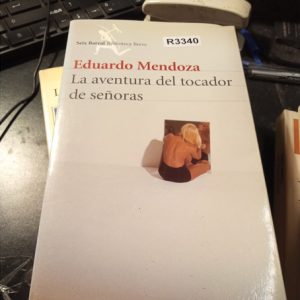 Seix Barral Biblioteca Breve
R3340
Eduardo Mendoza
La aventura del tocador
de señoras